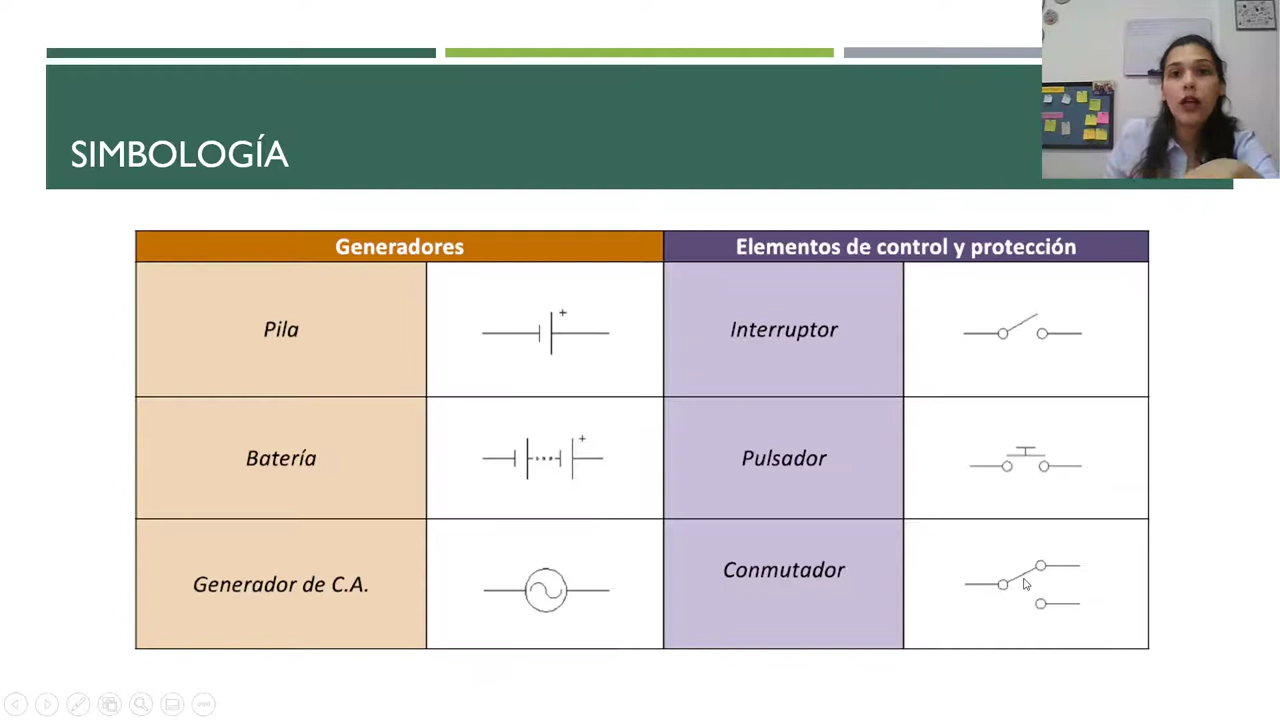 SIMBOLOGÍA
Generadores
Elementos de control y protección
Pila
+
Interruptor
Batería
+
Pulsador
Generador de C.A.
Conmutador